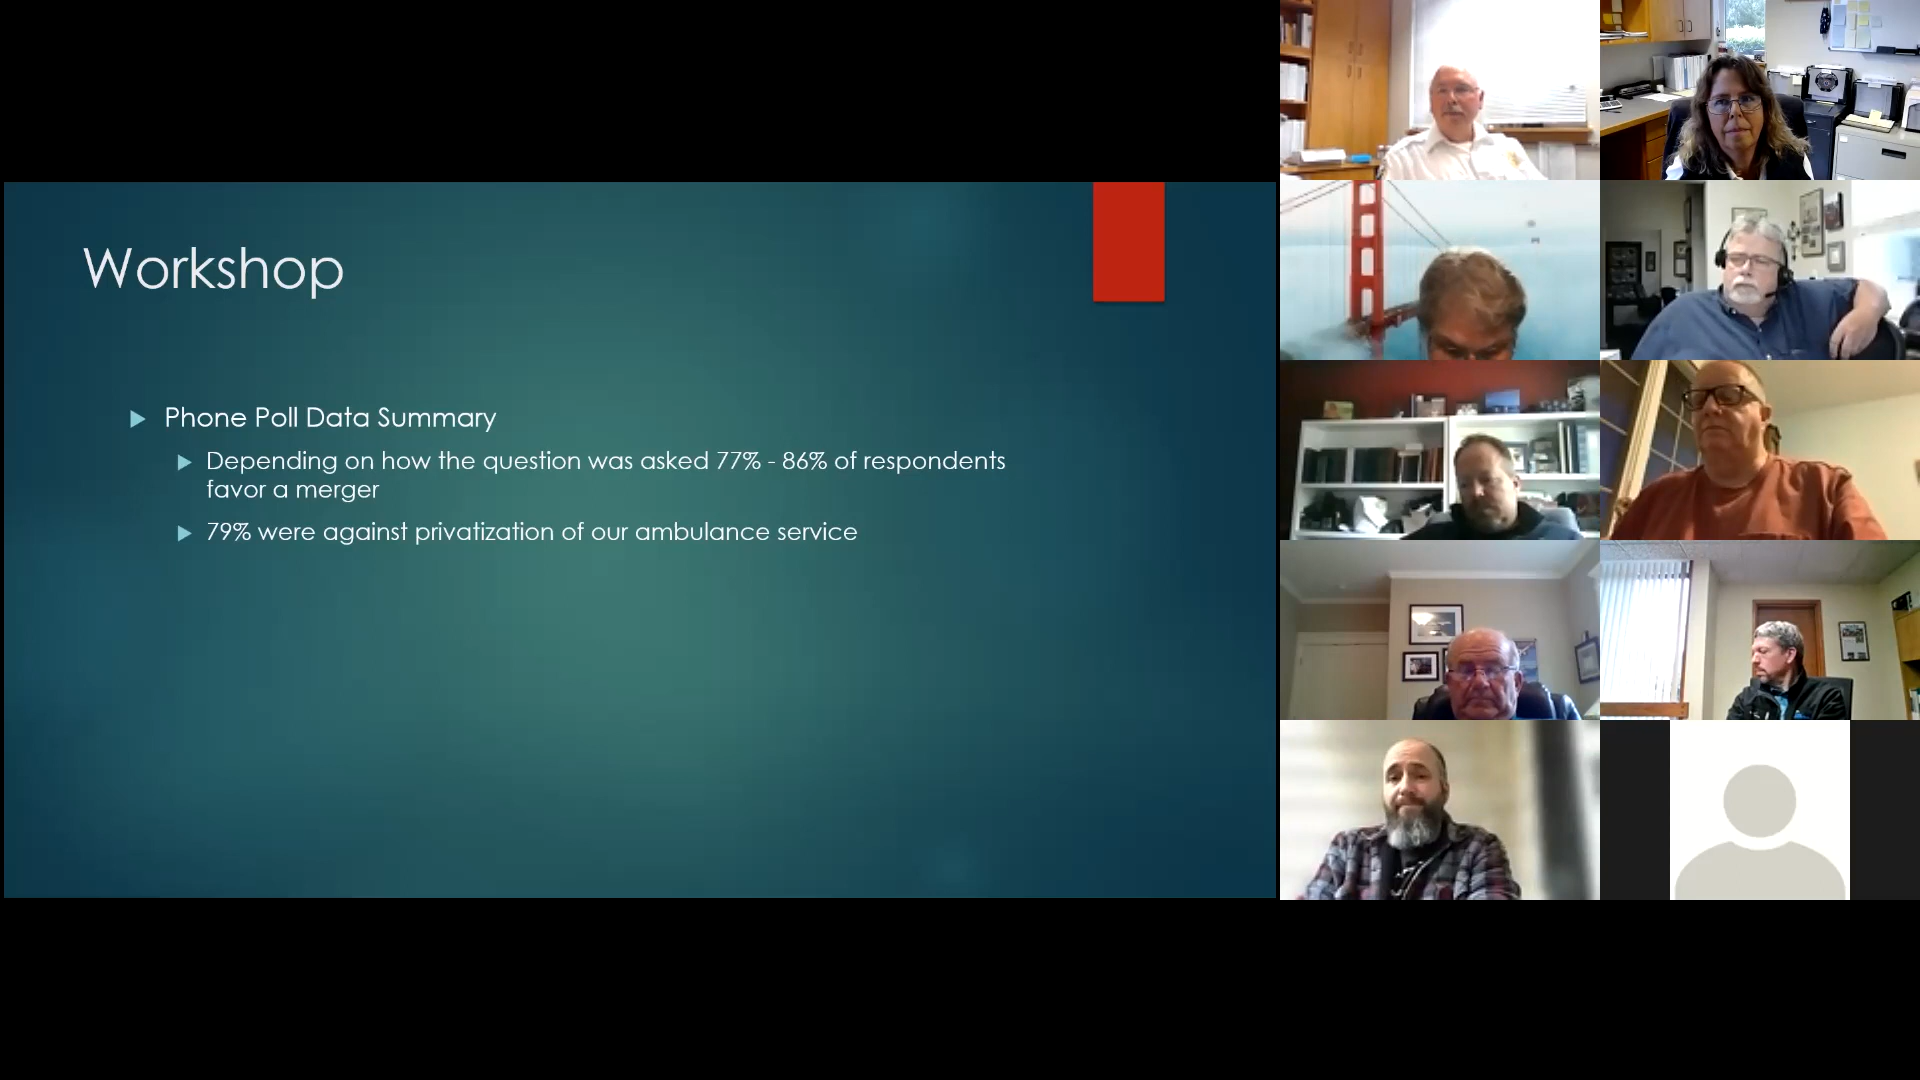 Workshop
Phone Poll Data Summary
Depending on how the question was asked 77% - 86% of respondents
favor a merger
79% were against privatization of our ambulance service